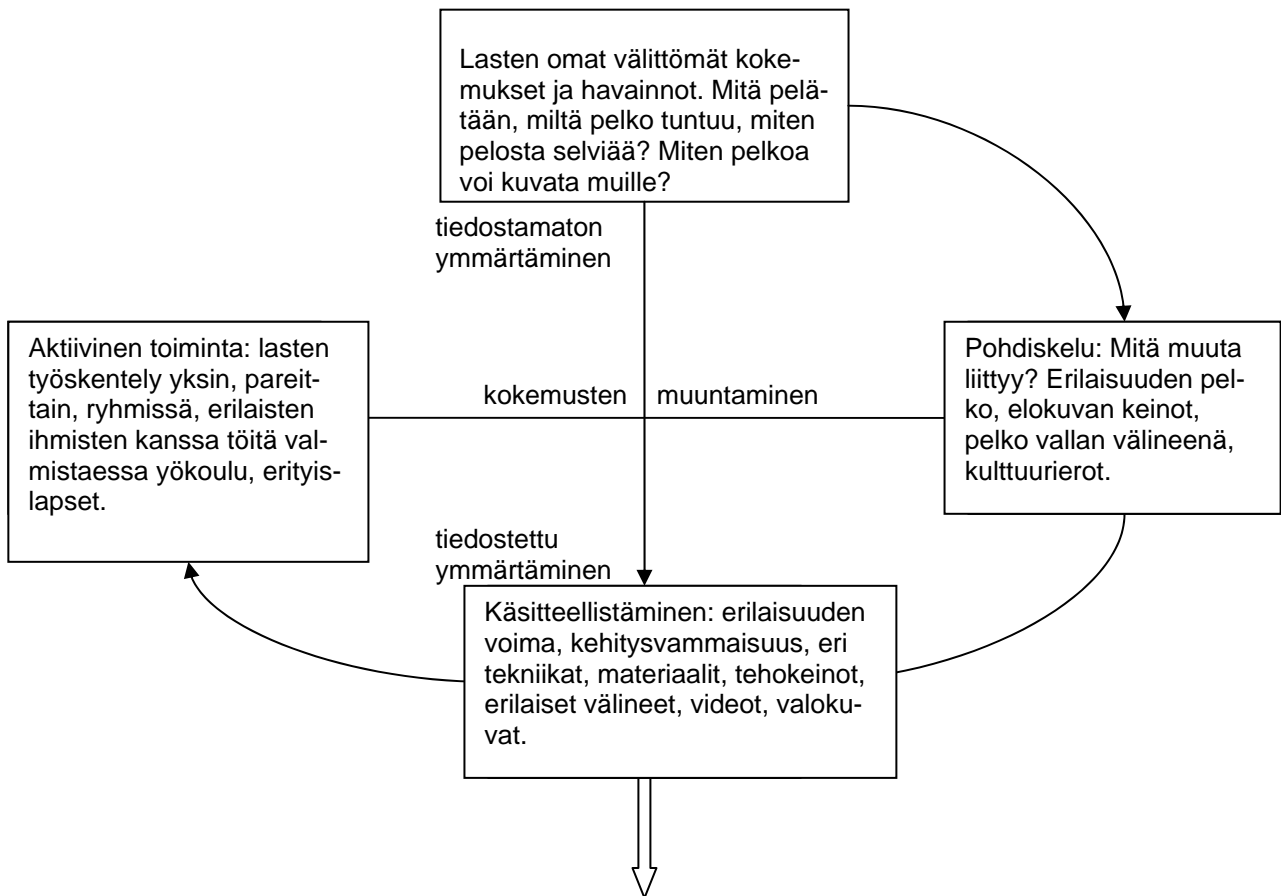 Lasten omat välittömät koke-
mukset ja havainnot. Mitä pelä-
tään, miltä pelko tuntuu, miten
pelosta selviää? Miten pelkoa
voi kuvata muille?
tiedostamaton
ymmärtäminen
Aktiivinen toiminta: lasten
työskentely yksin, pareit-
tain, ryhmissä, erilaisten
ihmisten kanssa töitä val-
mistaessa yökoulu, erityis-
lapset.
kokemusten muuntaminen
Pohdiskelu: Mitä muuta
liittyy? Erilaisuuden pel-
ko, elokuvan keinot,
pelko vallan välineenä,
kulttuurierot.
tiedostettu
ymmärtäminen
Käsitteellistäminen: erilaisuuden
voima, kehitysvammaisuus, eri
tekniikat, materiaalit, tehokeinot,
erilaiset välineet, videot, valoku-
vat.